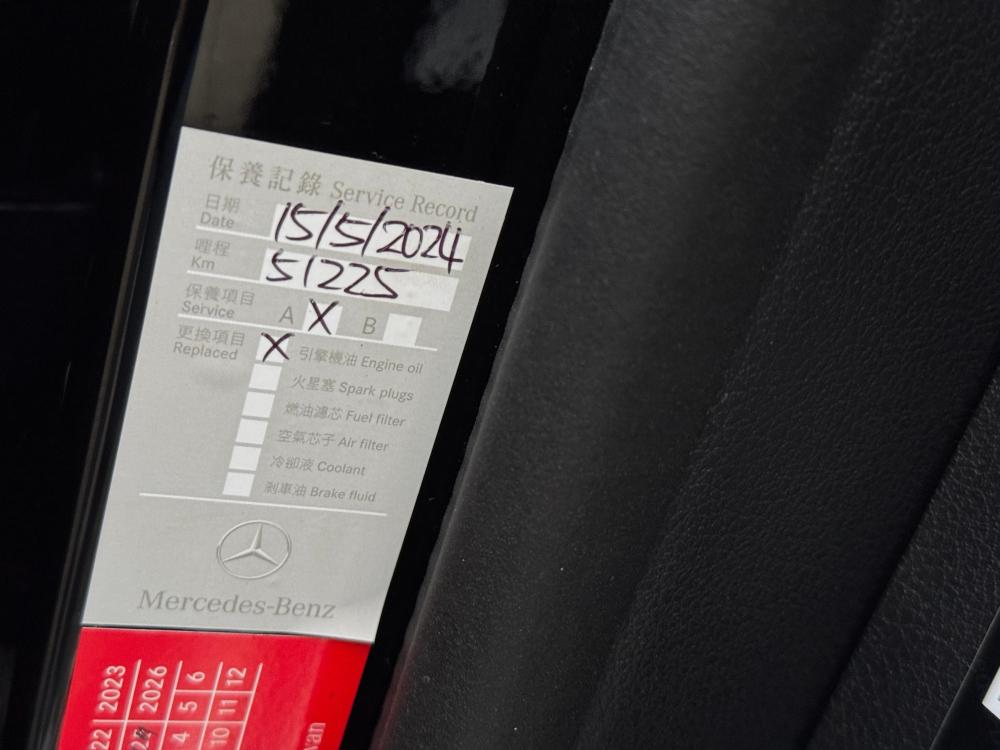 保養記錄 Service Record
日期
Date 15/5/2024
哩程
Km 51225
保養項目
Service A X B
更換項目
Replaced X 引擎機油 Engine oil
火星塞 Spark plugs
燃油濾芯 Fuel filter
空氣芯子 Air filter
冷卻液 Coolant
剎車油 Brake fluid
Mercedes-Benz
22 2023
24 2026
4 5 6
10 11 12
van